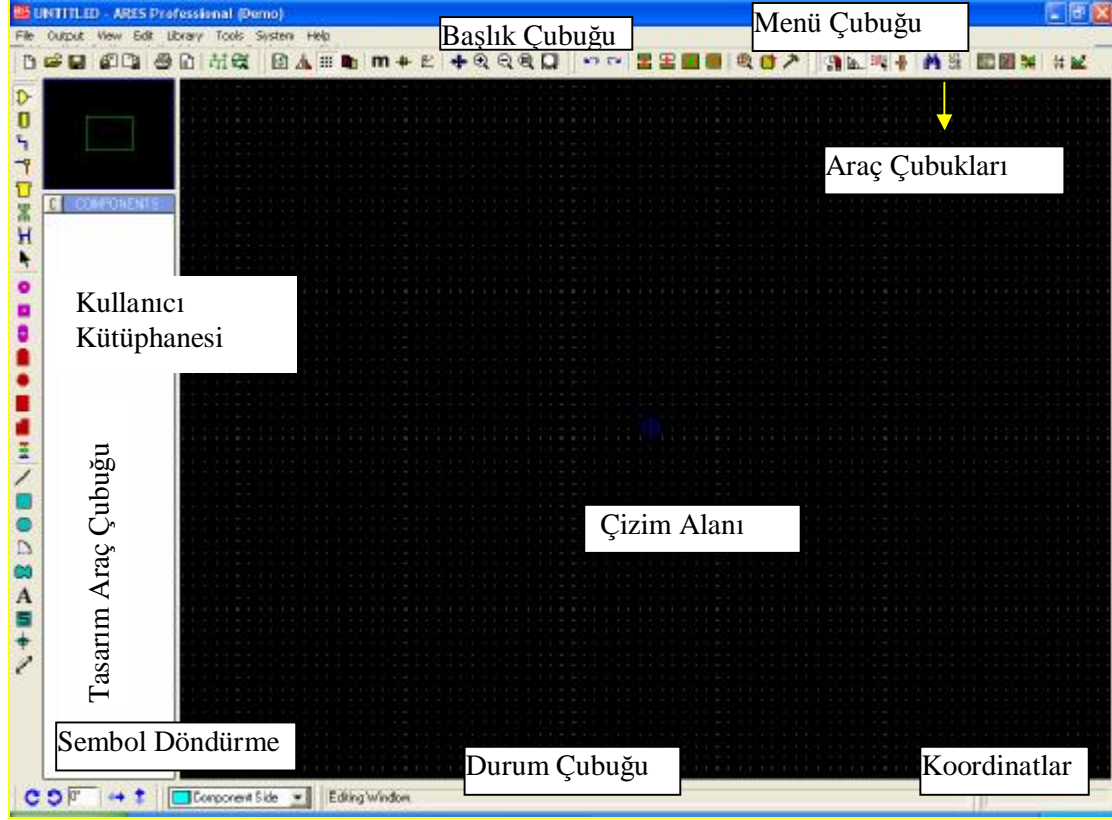 UNTITLED - ARES Professional (Demo)
File Output View Edit Library Tools System Help
Başlık Çubuğu
Menü Çubuğu
Araç Çubukları
COMPONENTS
Kullanıcı
Kütüphanesi
Tasarım Araç Çubuğu
Çizim Alanı
Sembol Döndürme
Durum Çubuğu
Koordinatlar
0°
Component Side
Editing Window.